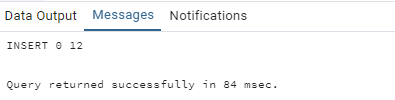 Data Output Messages Notifications
INSERT 0 12
Query returned successfully in 84 msec.